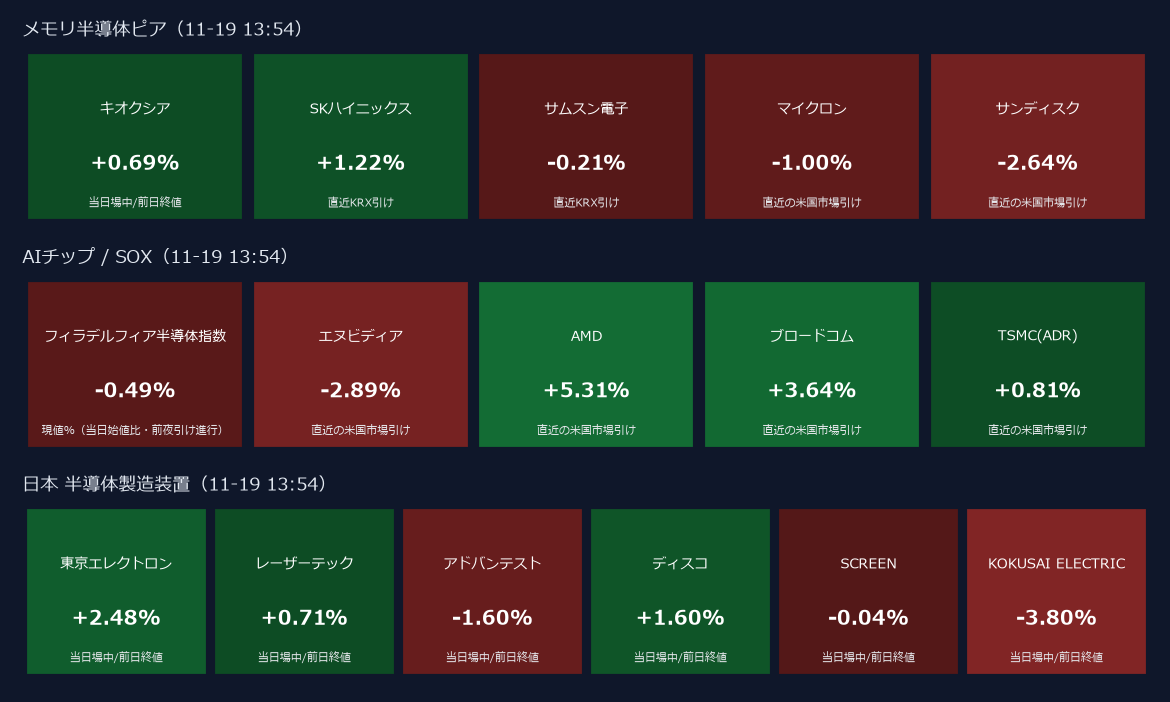 メモリ半導体ピア（11-19 13:54）
キオクシア
+0.69%
当日場中/前日終値
SKハイニックス
+1.22%
直近KRX引け
サムスン電子
-0.21%
直近KRX引け
マイクロン
-1.00%
直近の米国市場引け
サンディスク
-2.64%
直近の米国市場引け
AIチップ / SOX（11-19 13:54）
フィラデルフィア半導体指数
-0.49%
現値%（当日始値比・前夜引け進行）
エヌビディア
-2.89%
直近の米国市場引け
AMD
+5.31%
直近の米国市場引け
ブロードコム
+3.64%
直近の米国市場引け
TSMC(ADR)
+0.81%
直近の米国市場引け
日本 半導体製造装置（11-19 13:54）
東京エレクトロン
+2.48%
当日場中/前日終値
レーザーテック
+0.71%
当日場中/前日終値
アドバンテスト
-1.60%
当日場中/前日終値
ディスコ
+1.60%
当日場中/前日終値
SCREEN
-0.04%
当日場中/前日終値
KOKUSAI ELECTRIC
-3.80%
当日場中/前日終値